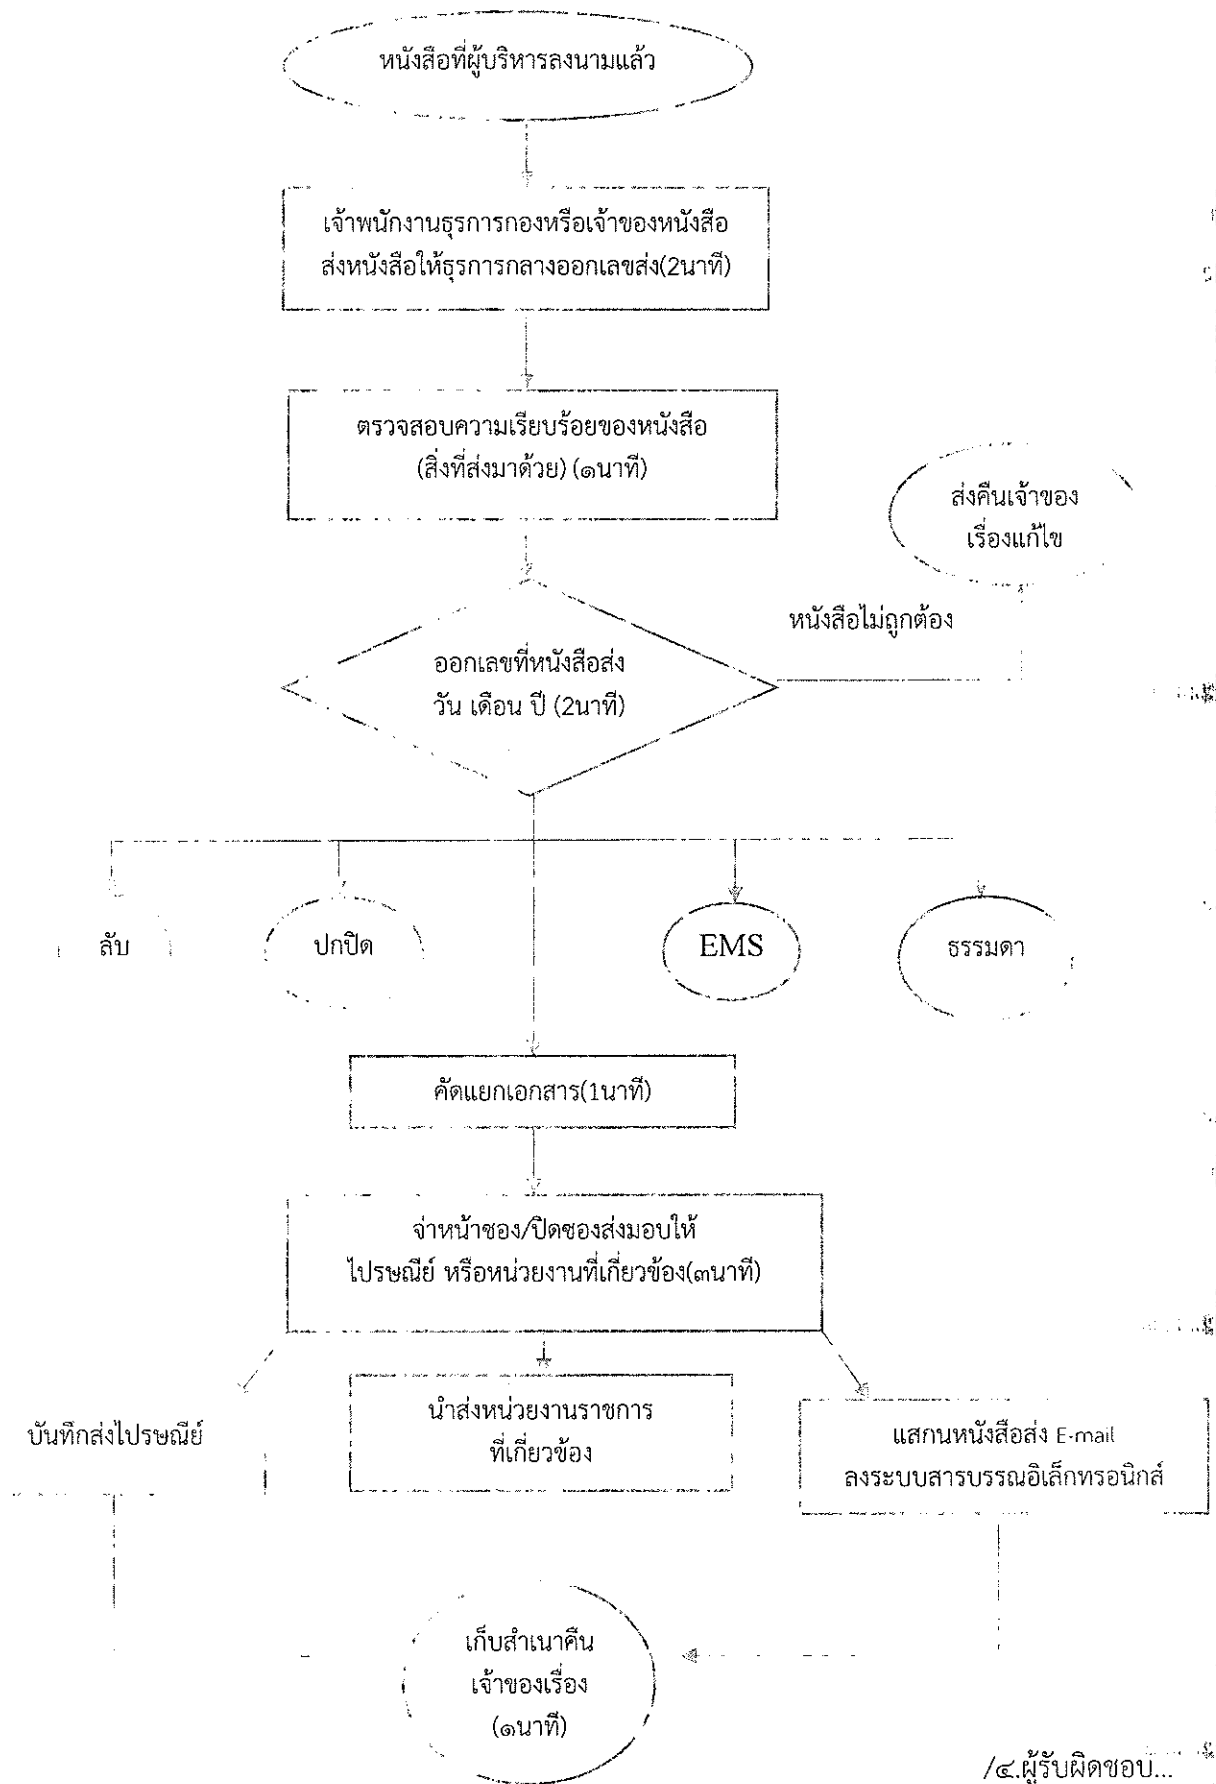 หนังสือที่ผู้บริหารลงนามแล้ว
เจ้าพนักงานธุรการกองหรือเจ้าของหนังสือ
ส่งหนังสือให้ธุรการกลางออกเลขส่ง(2นาที)
ตรวจสอบความเรียบร้อยของหนังสือ
(สิ่งที่ส่งมาด้วย) (๑นาที)
ส่งคืนเจ้าของ
เรื่องแก้ไข
หนังสือไม่ถูกต้อง
ออกเลขที่หนังสือส่ง
วัน เดือน ปี (2นาที)
ลับ
ปกปิด
EMS
ธรรมดา
คัดแยกเอกสาร(1นาที)
จ่าหน้าซอง/ปิดซองส่งมอบให้
ไปรษณีย์ หรือหน่วยงานที่เกี่ยวข้อง(๓นาที)
บันทึกส่งไปรษณีย์
นำส่งหน่วยงานราชการ
ที่เกี่ยวข้อง
แสกนหนังสือส่ง E-mail
ลงระบบสารบรรณอิเล็กทรอนิกส์
เก็บสำเนาคืน
เจ้าของเรื่อง
(๑นาที)
/๔.ผู้รับผิดชอบ...